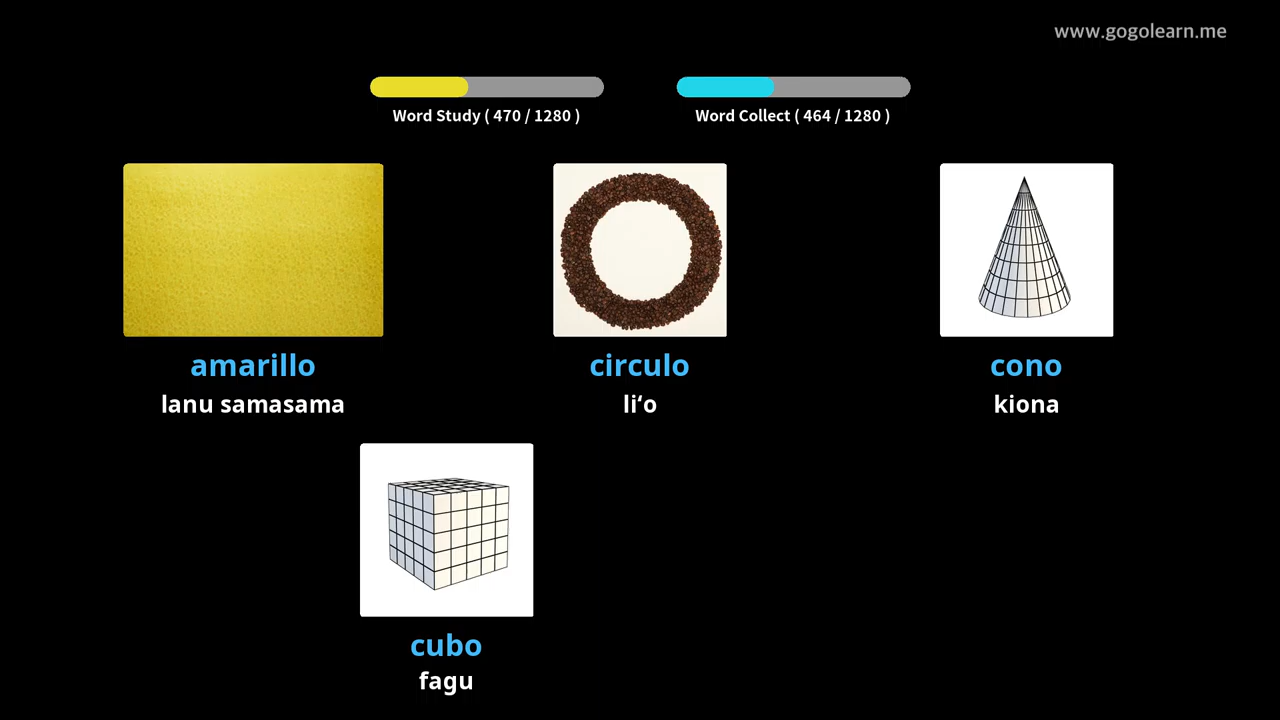 www.gogolearn.me
Word Study ( 470 / 1280 )
Word Collect ( 464 / 1280 )
amarillo
lanu samasama
circulo
li‘o
cono
kiona
cubo
fagu